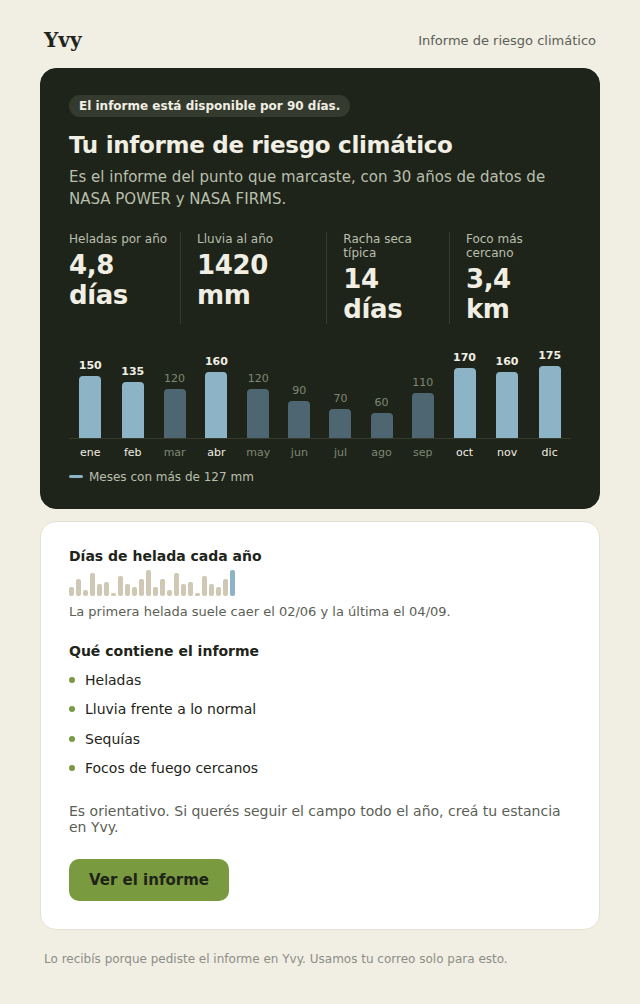 Yvy
Informe de riesgo climático
El informe está disponible por 90 días.
Tu informe de riesgo climático
Es el informe del punto que marcaste, con 30 años de datos de
NASA POWER y NASA FIRMS.
Heladas por año
4,8
días
Lluvia al año
1420
mm
Racha seca
típica
14
días
Foco más
cercano
3,4
km
150 135 120 160 120 90 70 60 110 170 160 175
ene feb mar abr may jun jul ago sep oct nov dic
Meses con más de 127 mm
Días de helada cada año
La primera helada suele caer el 02/06 y la última el 04/09.
Qué contiene el informe
Heladas
Lluvia frente a lo normal
Sequías
Focos de fuego cercanos
Es orientativo. Si querés seguir el campo todo el año, creá tu estancia
en Yvy.
Ver el informe
Lo recibís porque pediste el informe en Yvy. Usamos tu correo solo para esto.